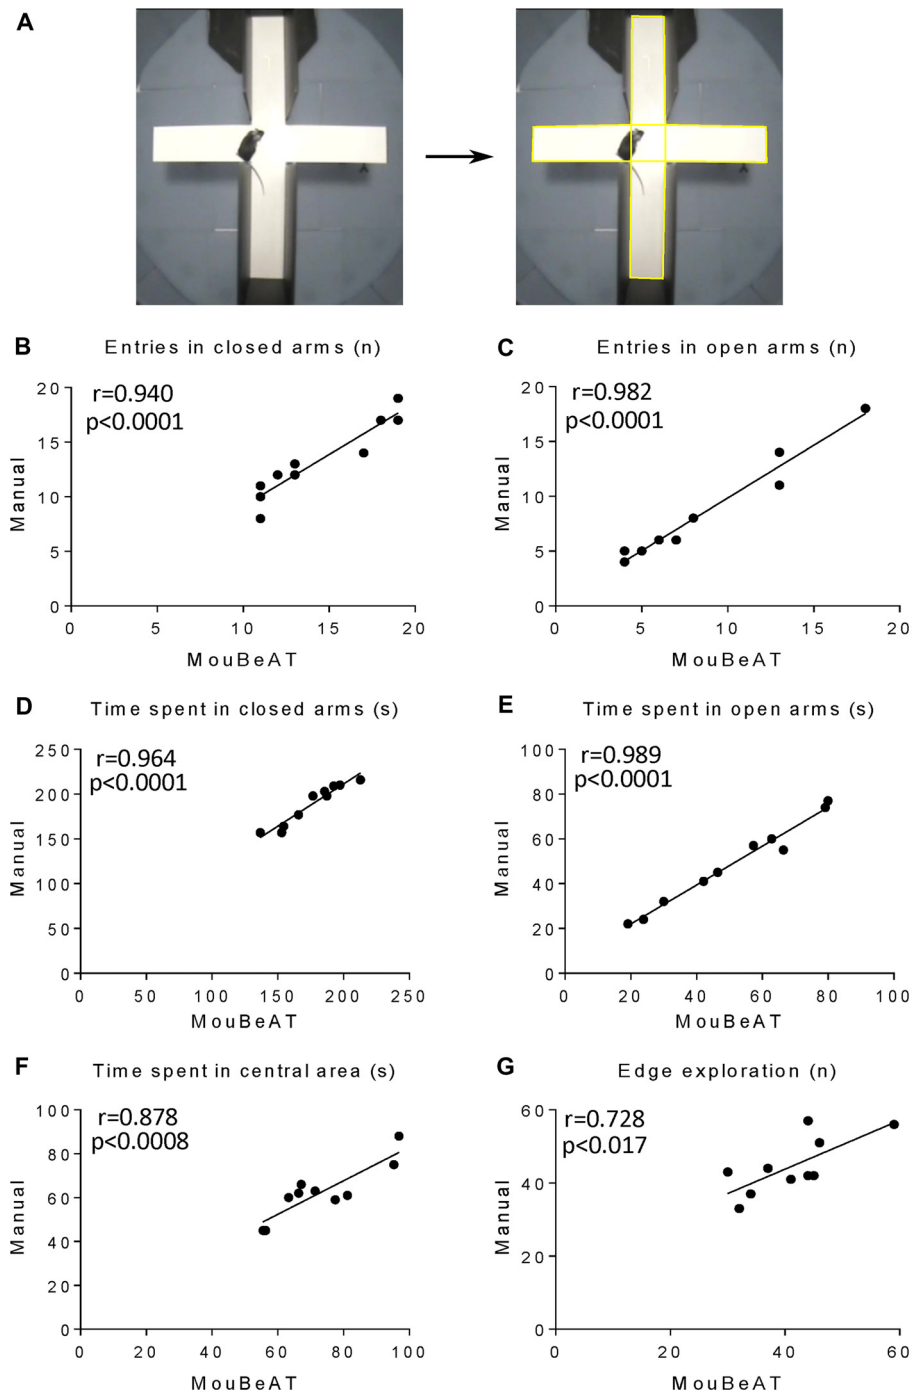 A
B Entries in closed arms (n)
r=0.940
p<0.0001
20
15
10
5
0
Manual
0 5 10 15 20
MouBeAT
C Entries in open arms (n)
r=0.982
p<0.0001
20
15
10
5
0
Manual
0 5 10 15 20
MouBeAT
D Time spent in closed arms (s)
r=0.964
p<0.0001
250
200
150
100
50
0
Manual
0 50 100 150 200 250
MouBeAT
E Time spent in open arms (s)
r=0.989
p<0.0001
100
80
60
40
20
0
Manual
0 20 40 60 80 100
MouBeAT
F Time spent in central area (s)
r=0.878
p<0.0008
100
80
60
40
20
0
Manual
0 20 40 60 80 100
MouBeAT
G Edge exploration (n)
r=0.728
p<0.017
60
40
20
0
Manual
0 20 40 60
MouBeAT